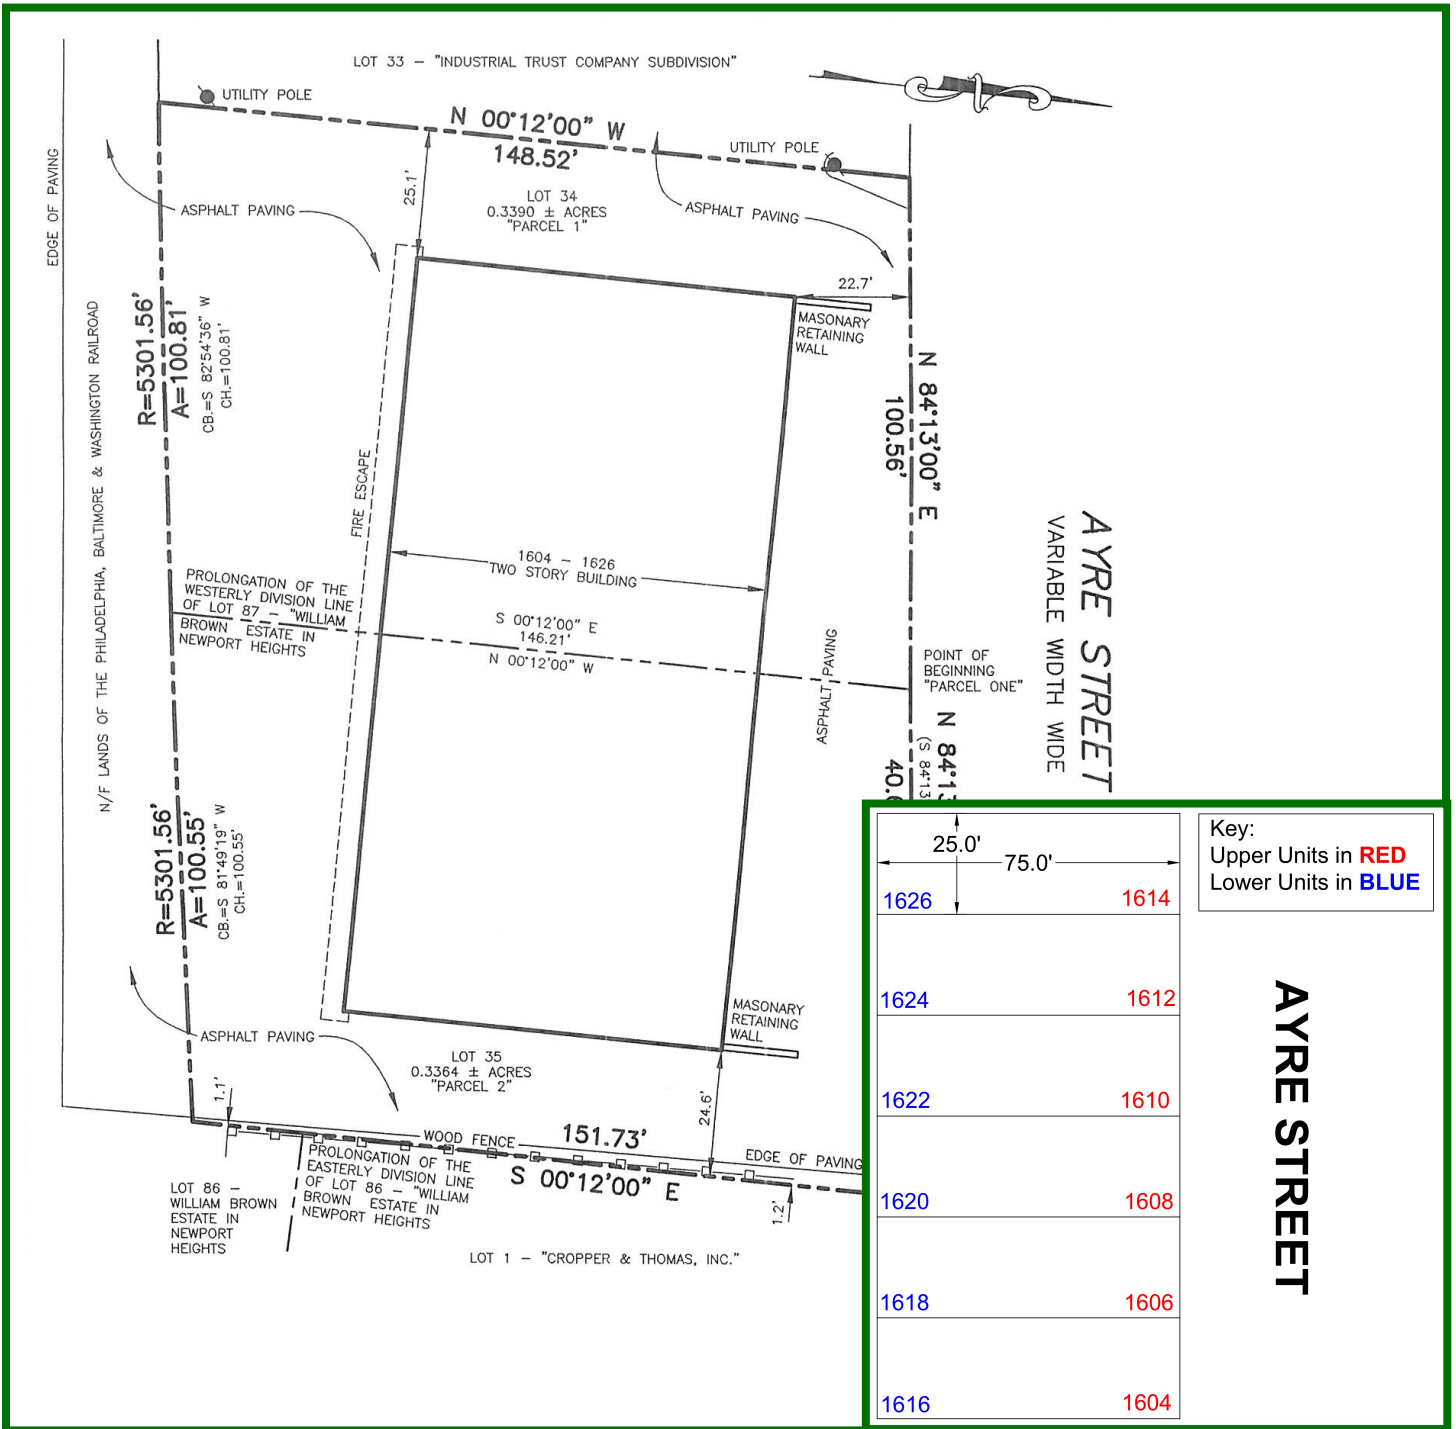 LOT 33 – "INDUSTRIAL TRUST COMPANY SUBDIVISION"
UTILITY POLE
N 00°12'00" W
148.52'
UTILITY POLE
EDGE OF PAVING
25.1'
ASPHALT PAVING
LOT 34
0.3390 ± ACRES
"PARCEL 1"
ASPHALT PAVING
22.7'
MASONARY
RETAINING
WALL
N/F LANDS OF THE PHILADELPHIA, BALTIMORE & WASHINGTON RAILROAD
R=5301.56'
A=100.81'
CB.=S 82°54'36" W
CH.=100.81'
N 84°13'00" E
100.56'
FIRE ESCAPE
1604 – 1626
TWO STORY BUILDING
AYRE STREET
VARIABLE WIDTH WIDE
PROLONGATION OF THE
WESTERLY DIVISION LINE
OF LOT 87 – "WILLIAM
BROWN ESTATE IN
NEWPORT HEIGHTS
S 00°12'00" E
146.21'
N 00°12'00" W
ASPHALT PAVING
POINT OF
BEGINNING
"PARCEL ONE"
N 84°13
(S 84°13
R=5301.56'
A=100.55'
CB.=S 81°49'19" W
CH.=100.55'
MASONARY
RETAINING
WALL
ASPHALT PAVING
LOT 35
0.3364 ± ACRES
"PARCEL 2"
1.1'
24.6'
WOOD FENCE
151.73'
S 00°12'00" E
EDGE OF PAVING
1.2'
PROLONGATION OF THE
EASTERLY DIVISION LINE
OF LOT 86 – "WILLIAM
BROWN ESTATE IN
NEWPORT HEIGHTS
LOT 86 –
WILLIAM BROWN
ESTATE IN
NEWPORT
HEIGHTS
LOT 1 – "CROPPER & THOMAS, INC."
25.0'
75.0'
1626 1614
1624 1612
1622 1610
1620 1608
1618 1606
1616 1604
Key:
Upper Units in RED
Lower Units in BLUE
AYRE STREET